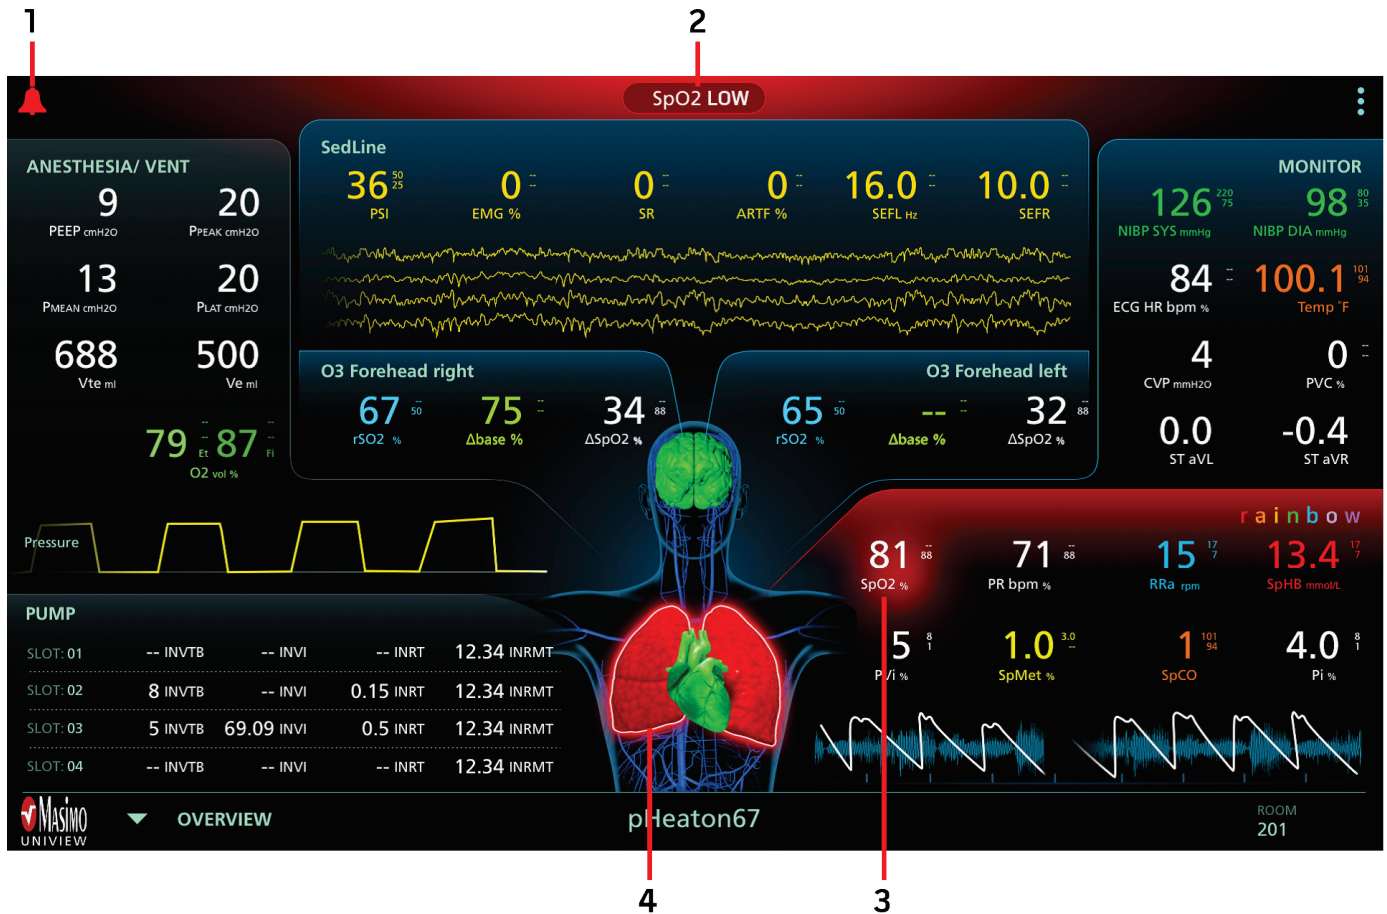 1
2
SpO2 LOW
ANESTHESIA/ VENT
9
PEEP cmH2O
20
PPEAK cmH2O
13
PMEAN cmH2O
20
PLAT cmH2O
688
Vte ml
500
Ve ml
79 -- -- Et
87 -- -- Fi
O2 vol %
Pressure
SedLine
36 50 25
PSI
0 -- --
EMG %
0 -- --
SR
0 -- --
ARTF %
16.0 -- --
SEFL Hz
10.0 -- --
SEFR
O3 Forehead right
67 -- 50
rSO2 %
75 -- --
Δbase %
34 -- 88
ΔSpO2 %
O3 Forehead left
65 -- 50
rSO2 %
-- -- --
Δbase %
32 -- 88
ΔSpO2 %
MONITOR
126 220 75
NIBP SYS mmHg
98 80 35
NIBP DIA mmHg
84 -- --
ECG HR bpm %
100.1 101 94
Temp °F
4
CVP mmH2O
0 -- --
PVC %
0.0
ST aVL
-0.4
ST aVR
rainbow
81 -- 88
SpO2 %
71 -- 88
PR bpm %
15 17 7
RRa rpm
13.4 17 7
SpHB mmol/L
5 8 1
PVi %
1.0 3.0 --
SpMet %
1 101 94
SpCO
4.0 8 1
Pi %
PUMP
SLOT: 01 -- INVTB -- INVI -- INRT 12.34 INRMT
SLOT: 02 8 INVTB -- INVI 0.15 INRT 12.34 INRMT
SLOT: 03 5 INVTB 69.09 INVI 0.5 INRT 12.34 INRMT
SLOT: 04 -- INVTB -- INVI -- INRT 12.34 INRMT
Masimo
UNIVIEW
OVERVIEW
pHeaton67
ROOM
201
4
3